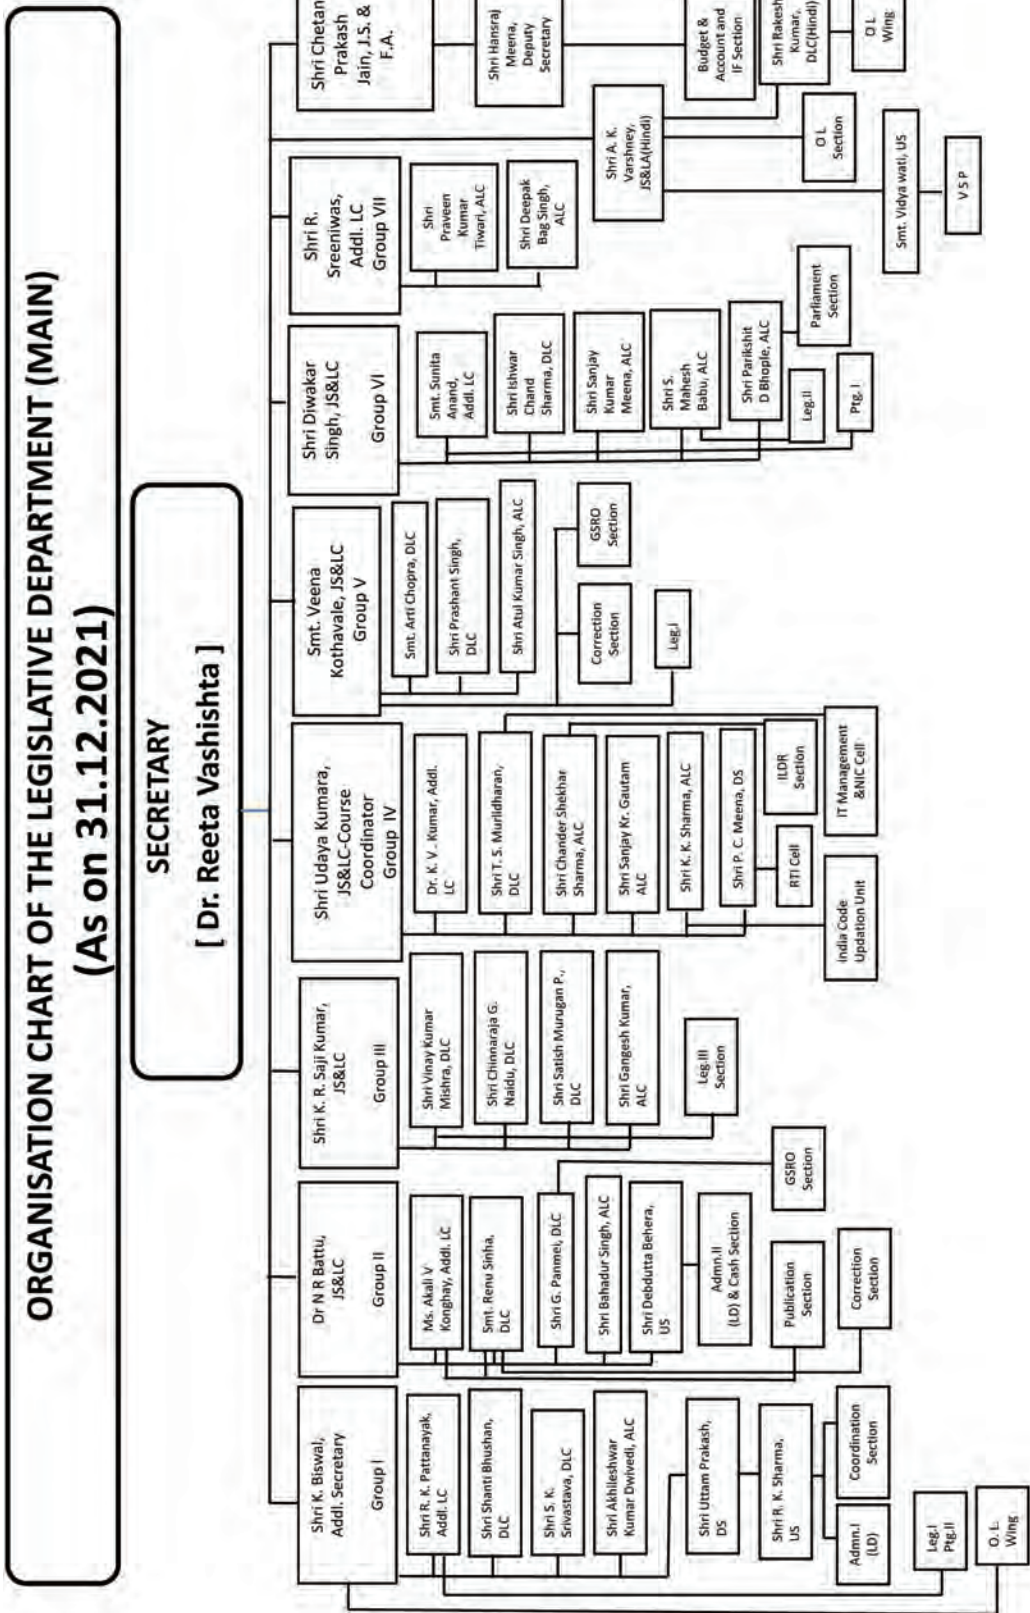 ORGANISATION CHART OF THE LEGISLATIVE DEPARTMENT (MAIN)
(As on 31.12.2021)
SECRETARY
[ Dr. Reeta Vashishta ]
Shri K. Biswal,
Addl. Secretary
Group I
Shri R. K. Pattanayak,
Addl. LC
Shri Shanti Bhushan,
DLC
Shri S. K.
Srivastava, DLC
Shri Akhileshwar
Kumar Dwivedi, ALC
Shri Uttam Prakash,
DS
Shri R. K. Sharma,
US
Admn.I
(LD)
Coordination
Section
Leg.I
Ptg.II
O. L.
Wing
Dr N R Battu,
JS&LC
Group II
Ms. Akali V
Konghay, Addl. LC
Smt. Renu Sinha,
DLC
Shri G. Panmei, DLC
Shri Bahadur Singh, ALC
Shri Debdutta Behera,
US
Admn.II
(LD) & Cash Section
Publication
Section
GSRO
Section
Correction
Section
Shri K. R. Saji Kumar,
JS&LC
Group III
Shri Vinay Kumar
Mishra, DLC
Shri Chinnaraja G.
Naidu, DLC
Shri Satish Murugan P.,
DLC
Shri Gangesh Kumar,
ALC
Leg.III
Section
Shri Udaya Kumara,
JS&LC-Course
Coordinator
Group IV
Dr. K. V . Kumar, Addl.
LC
Shri T. S. Murlidharan,
DLC
Shri Chander Shekhar
Sharma, ALC
Shri Sanjay Kr. Gautam
ALC
Shri K. K. Sharma, ALC
Shri P. C. Meena, DS
RTI Cell
ILDR
Section
India Code
Updation Unit
IT Management
&NIC Cell
Smt. Veena
Kothavale, JS&LC
Group V
Smt. Arti Chopra, DLC
Shri Prashant Singh,
DLC
Shri Atul Kumar Singh, ALC
Correction
Section
GSRO
Section
Leg.I
Shri Diwakar
Singh, JS&LC
Group VI
Smt. Sunita
Anand,
Addl. LC
Shri Ishwar
Chand
Sharma, DLC
Shri Sanjay
Kumar
Meena, ALC
Shri S.
Mahesh
Babu, ALC
Shri Parikshit
D Bhople, ALC
Leg.II
Parliament
Section
Ptg.I
Shri R.
Sreeniwas,
Addl. LC
Group VII
Shri
Praveen
Kumar
Tiwari, ALC
Shri Deepak
Bag Singh,
ALC
Shri A. K.
Varshney,
JS&LA(Hindi)
O L
Section
Smt. Vidya wati, US
V S P
Shri Chetan
Prakash
Jain, J.S. &
F.A.
Shri Hansraj
Meena,
Deputy
Secretary
Budget &
Account and
IF Section
Shri Rakesh
Kumar,
DLC(Hindi)
O L
Wing